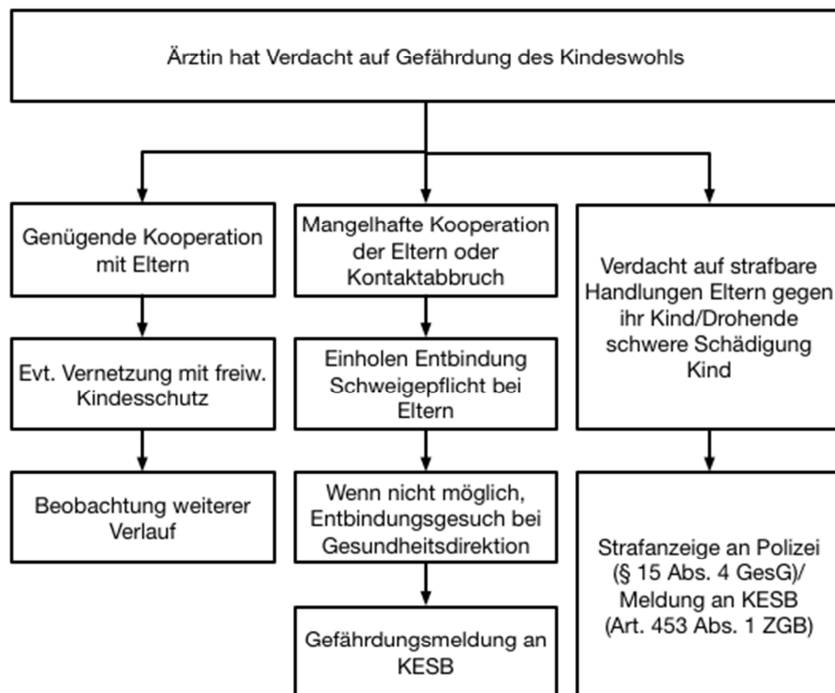 Ärztin hat Verdacht auf Gefährdung des Kindeswohls
Genügende Kooperation
mit Eltern
Evt. Vernetzung mit freiw.
Kindesschutz
Beobachtung weiterer
Verlauf
Mangelhafte Kooperation
der Eltern oder
Kontaktabbruch
Einholen Entbindung
Schweigepflicht bei
Eltern
Wenn nicht möglich,
Entbindungsgesuch bei
Gesundheitsdirektion
Gefährdungsmeldung an
KESB
Verdacht auf strafbare
Handlungen Eltern gegen
ihr Kind/Drohende
schwere Schädigung
Kind
Strafanzeige an Polizei
(§ 15 Abs. 4 GesG)/
Meldung an KESB
(Art. 453 Abs. 1 ZGB)